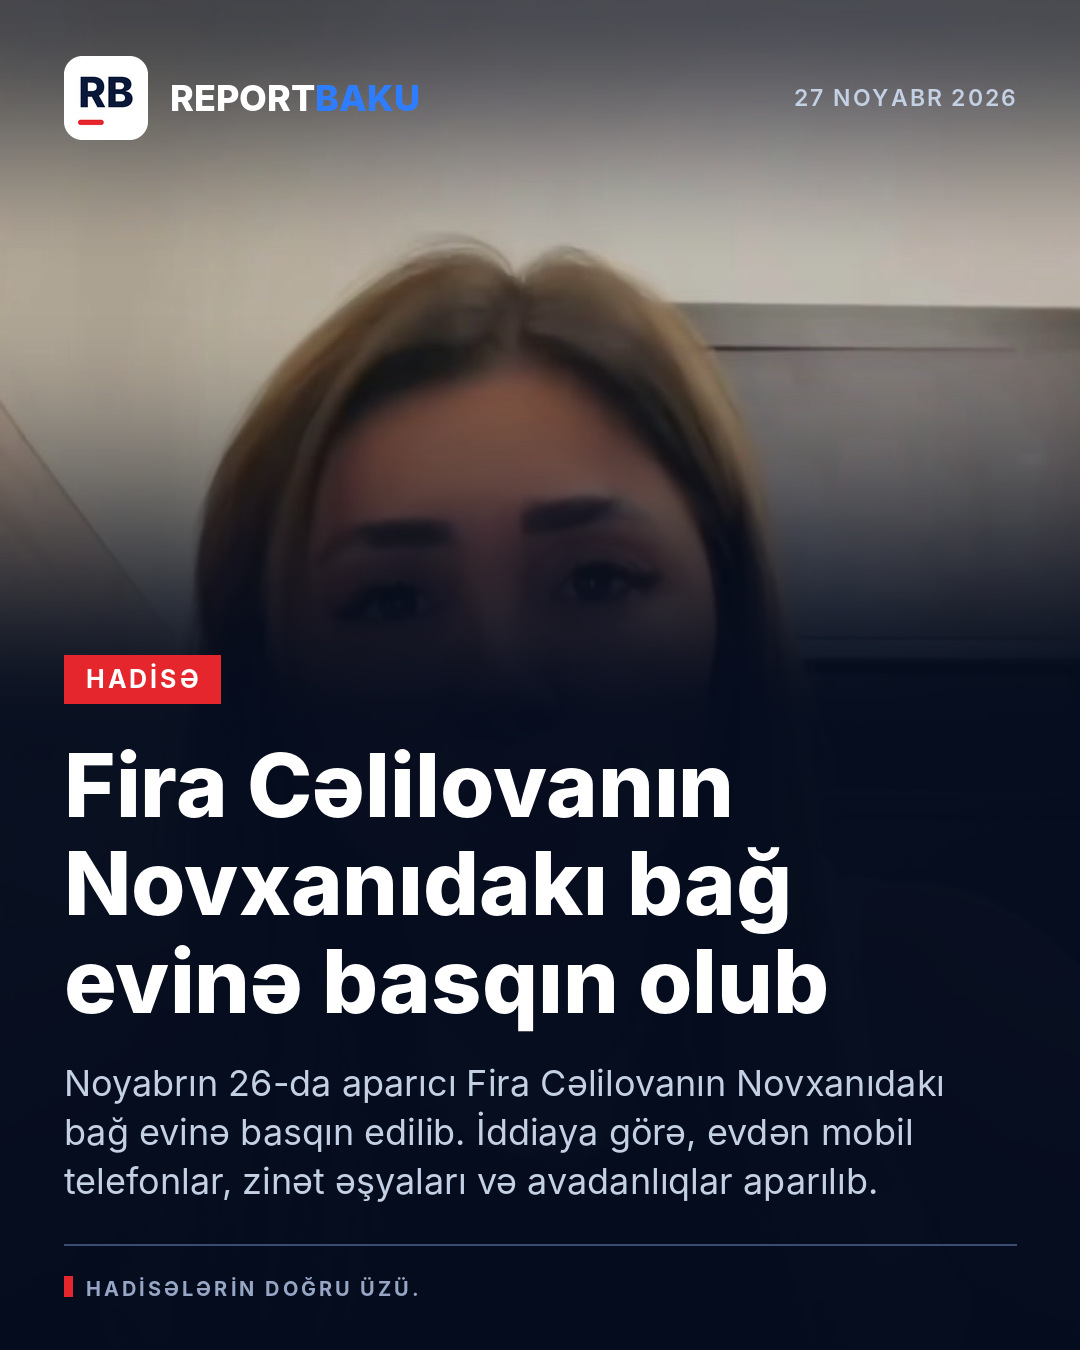 RB
REPORTBAKU
27 NOYABR 2026
HADİSƏ
Fira Cəlilovanın
Novxanıdakı bağ
evinə basqın olub
Noyabrın 26-da aparıcı Fira Cəlilovanın Novxanıdakı
bağ evinə basqın edilib. İddiaya görə, evdən mobil
telefonlar, zinət əşyaları və avadanlıqlar aparılıb.
HADİSƏLƏRİN DOĞRU ÜZÜ.